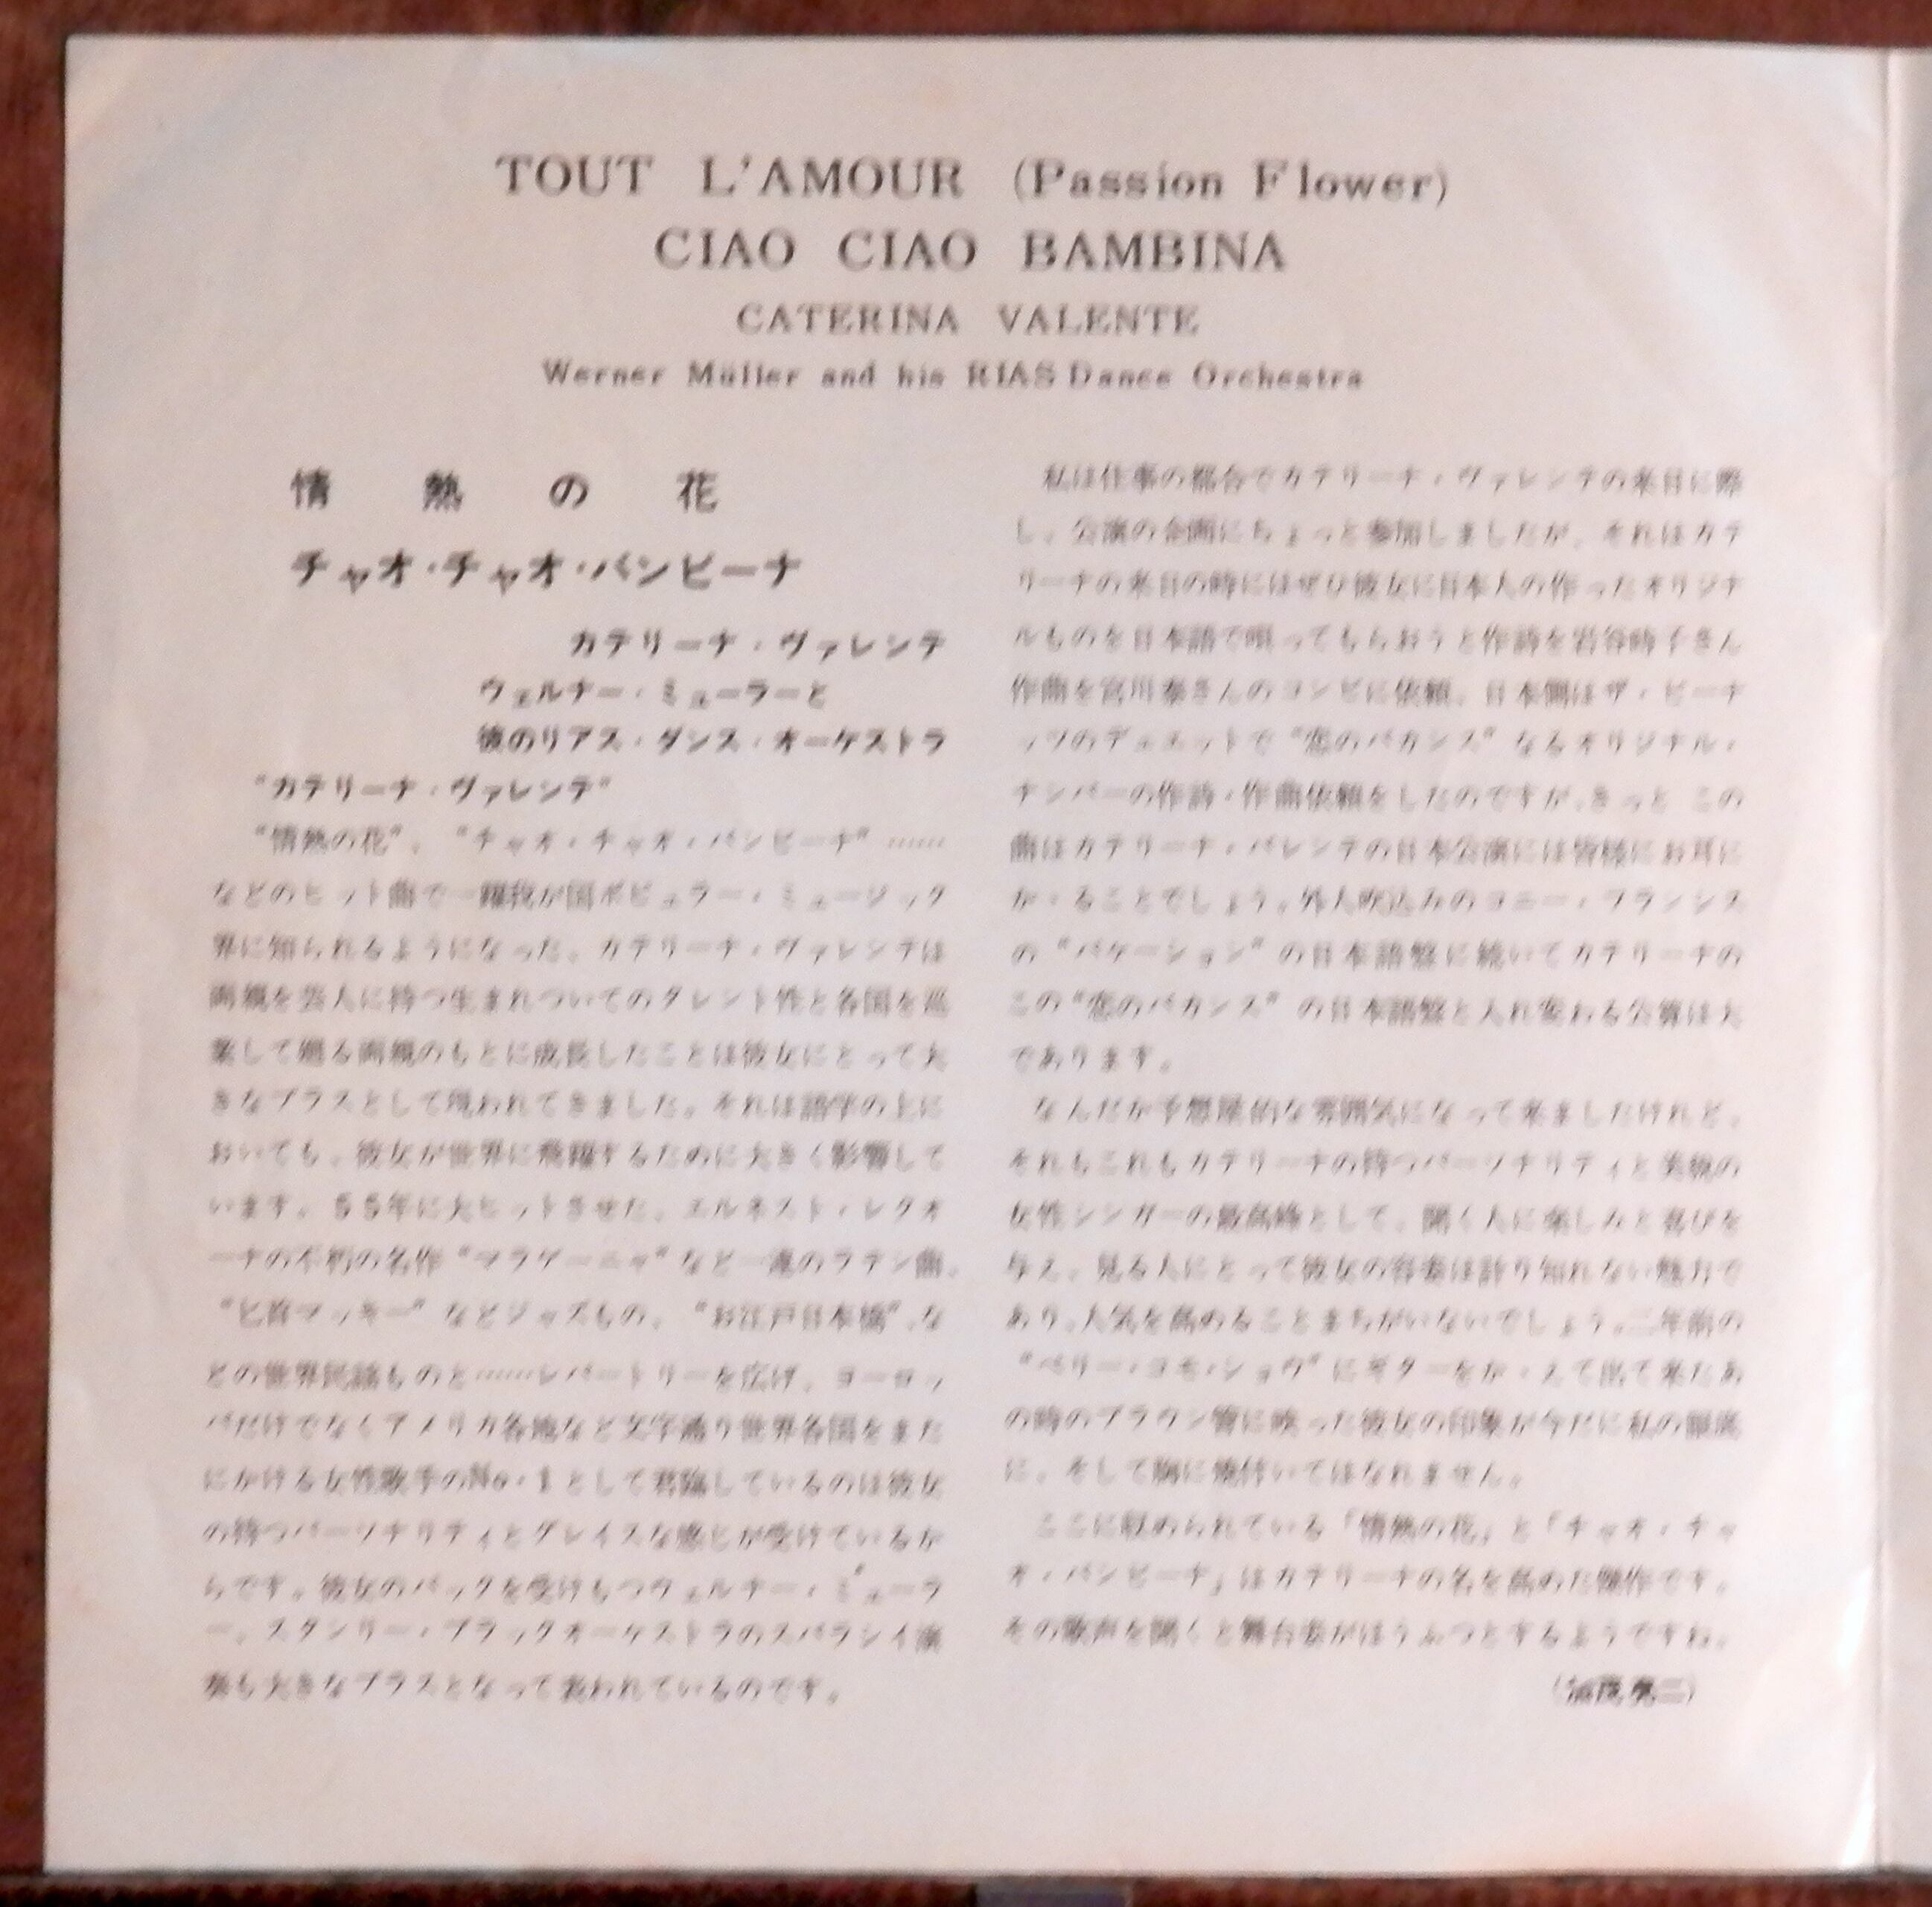 TOUT L'AMOUR (Passion Flower)
CIAO CIAO BAMBINA
CATERINA VALENTE
Werner Müller and his RIAS Dance Orchestra
情熱の花
チャオ・チャオ・バンビーナ
カテリーナ・ヴァレンテ
ウェルナー・ミューラーと
彼のリアス・ダンス・オーケストラ
"カテリーナ・ヴァレンテ"
"情熱の花"、"チャオ・チャオ・バンビーナ"……
などのヒット曲で一躍我が国ポピュラー・ミュージック
界に知られるようになった、カテリーナ・ヴァレンテは
両親を芸人に持つ生まれついてのタレント性と各国を巡
業して廻る両親のもとに成長したことは彼女にとって大
きなプラスとして現われてきました。それは語学の上に
おいても、彼女が世界に飛躍するために大きく影響して
います。55年に大ヒットさせた、エルネスト・レクオ
ーナの不朽の名作"マラゲーニャ"など一連のラテン曲、
"匕首マッキー"などジャズもの、"お江戸日本橋"、な
どの世界民謡ものと……レパートリーを広げ、ヨーロッ
パだけでなくアメリカ各地など文字通り世界各国をまた
にかける女性歌手のNo・1として君臨しているのは彼女
の持つパーソナリティとグレイスな感じが受けているか
らです。彼女のバックを受けもつウェルナー・ミューラ
ー、スタンリー・ブラックオーケストラのスバラシイ演
奏も大きなプラスとなって表われているのです。
私は仕事の都合でカテリーナ・ヴァレンテの来日に際
し、公演の企画にちょっと参加しましたが、それはカテ
リーナの来日の時にはぜひ彼女に日本人の作ったオリジナ
ルものを日本語で唄ってもらおうと作詩を岩谷時子さん
作曲を宮川泰さんのコンビに依頼、日本側はザ・ピーナ
ッツのデュエットで"恋のバカンス"なるオリジナル・
ナンバーの作詩・作曲依頼をしたのですが、きっと この
曲はカテリーナ・バレンテの日本公演には皆様にお耳に
かゝることでしょう。外人吹込みのコニー・フランシス
の"バケーション"の日本語盤に続いてカテリーナの
この"恋のバカンス"の日本語盤と入れ変わる公算は大
であります。
なんだか予想屋的な雰囲気になって来ましたけれど、
それもこれもカテリーナの持つパーソナリティと美貌の
女性シンガーの最高峰として、聞く人に楽しみと喜びを
与え、見る人にとって彼女の容姿は計り知れない魅力で
あり、人気を高めることまちがいないでしょう。二年前の
"ペリー・コモ・ショウ"にギターをかゝえて出て来たあ
の時のブラウン管に映った彼女の印象が今だに私の眼底
に、そして胸に焼付いてはなれません。
ここに収められている「情熱の花」と「チャオ・チャ
オ・バンビーナ」はカテリーナの名を高めた傑作です。
その歌声を聞くと舞台姿がほうふつとするようですね。